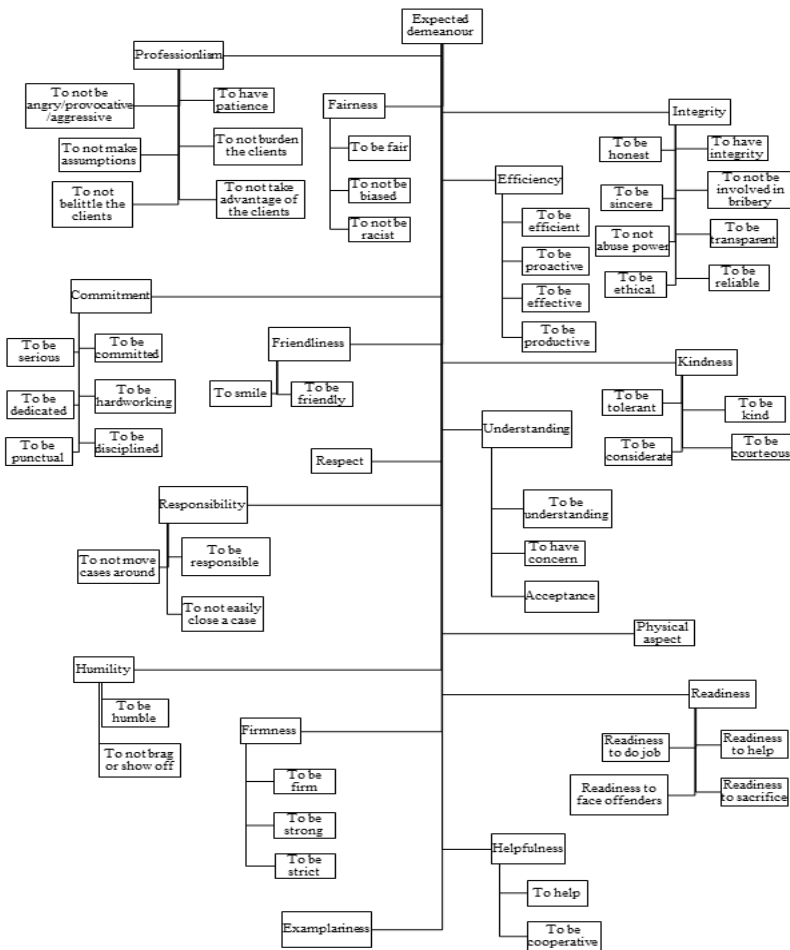 Expected
demeanour
Professionlism
To not be
angry/provocative
/aggressive
To have
patience
To not make
assumptions
To not burden
the clients
To not
belittle the
clients
To not take
advantage of
the clients
Fairness
To be fair
To not be
biased
To not be
racist
Integrity
To be
honest
To have
integrity
To be
sincere
To not be
involved in
bribery
To not
abuse power
To be
transparent
To be
ethical
To be
reliable
Efficiency
To be
efficient
To be
proactive
To be
effective
To be
productive
Commitment
To be
serious
To be
committed
To be
dedicated
To be
hardworking
To be
punctual
To be
disciplined
Friendliness
To smile
To be
friendly
Kindness
To be
tolerant
To be
kind
To be
considerate
To be
courteous
Understanding
To be
understanding
To have
concern
Acceptance
Respect
Responsibility
To not move
cases around
To be
responsible
To not easily
close a case
Physical
aspect
Humility
To be
humble
To not brag
or show off
Readiness
Readiness
to do job
Readiness
to help
Readiness to
face offenders
Readiness
to sacrifice
Firmness
To be
firm
To be
strong
To be
strict
Helpfulness
To help
To be
cooperative
Examplariness